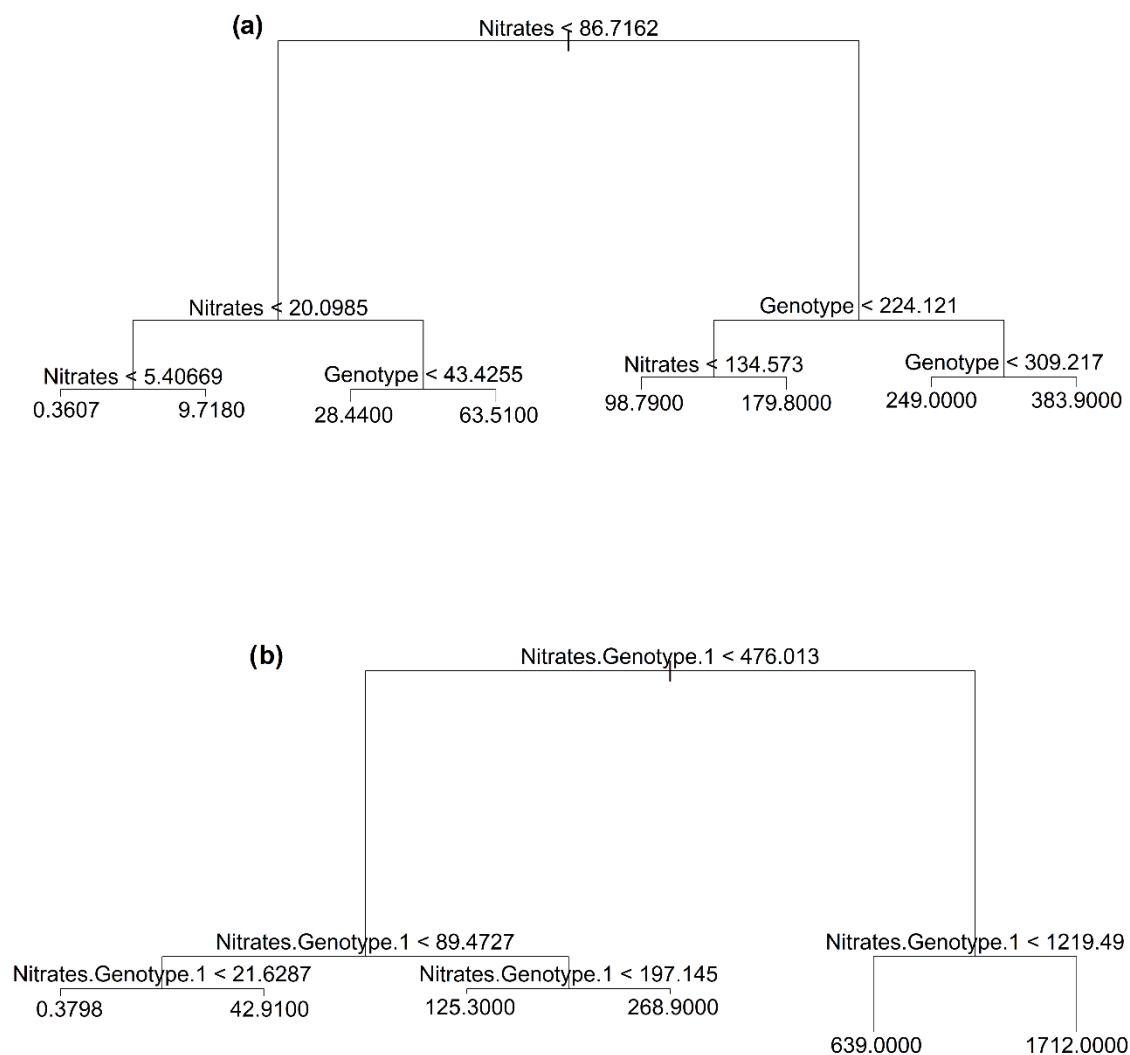 (a)
Nitrates < 86.7162
Nitrates < 20.0985
Genotype < 224.121
Nitrates < 5.40669
Genotype < 43.4255
Nitrates < 134.573
Genotype < 309.217
0.3607
9.7180
28.4400
63.5100
98.7900
179.8000
249.0000
383.9000
(b)
Nitrates.Genotype.1 < 476.013
Nitrates.Genotype.1 < 89.4727
Nitrates.Genotype.1 < 1219.49
Nitrates.Genotype.1 < 21.6287
Nitrates.Genotype.1 < 197.145
0.3798
42.9100
125.3000
268.9000
639.0000
1712.0000